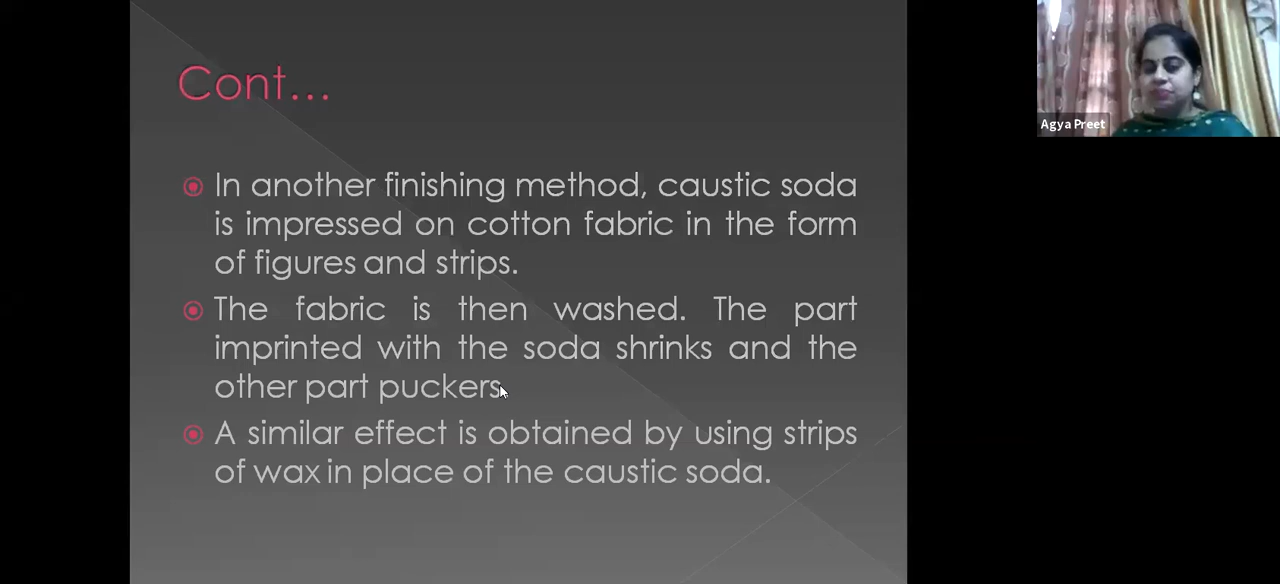 Cont...
In another finishing method, caustic soda
is impressed on cotton fabric in the form
of figures and strips.
The fabric is then washed. The part
imprinted with the soda shrinks and the
other part puckers.
A similar effect is obtained by using strips
of wax in place of the caustic soda.
Agya Preet